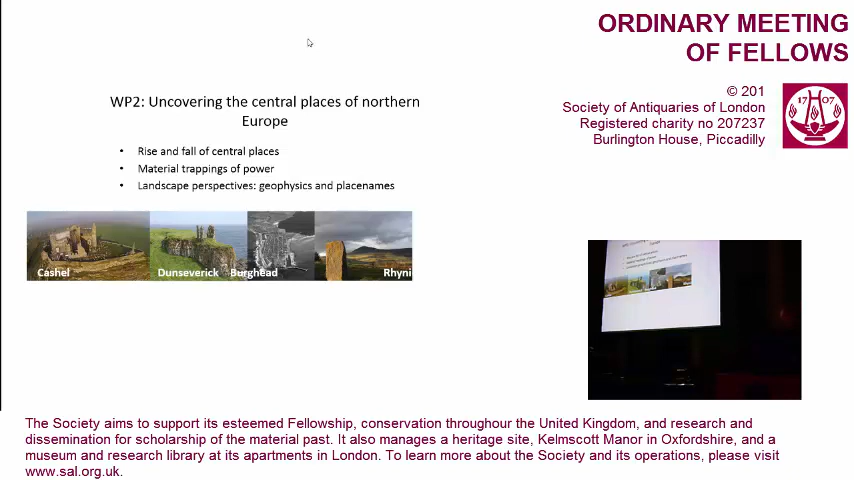 ORDINARY MEETING
OF FELLOWS
© 201
Society of Antiquaries of London
Registered charity no 207237
Burlington House, Piccadilly
17 07
WP2: Uncovering the central places of northern
Europe
• Rise and fall of central places
• Material trappings of power
• Landscape perspectives: geophysics and placenames
Cashel
Dunseverick
Burghead
Rhyni
The Society aims to support its esteemed Fellowship, conservation throughour the United Kingdom, and research and
dissemination for scholarship of the material past. It also manages a heritage site, Kelmscott Manor in Oxfordshire, and a
museum and research library at its apartments in London. To learn more about the Society and its operations, please visit
www.sal.org.uk.